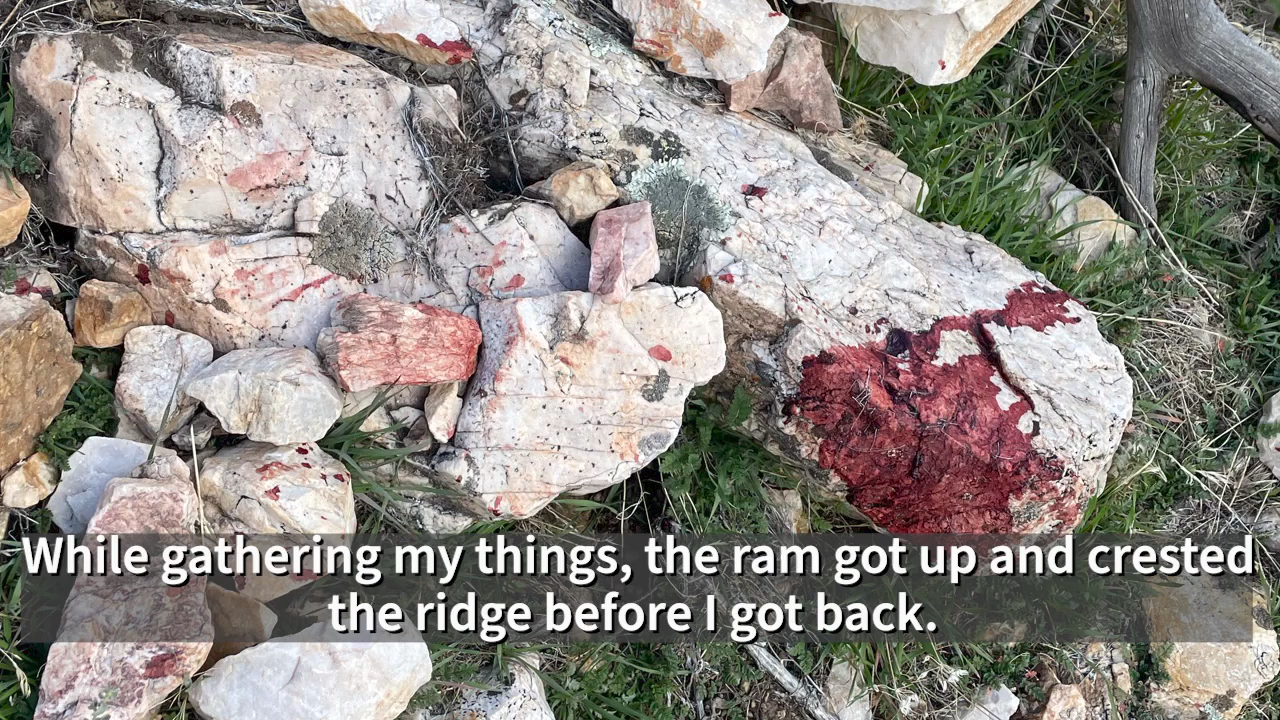 While gathering my things, the ram got up and crested
the ridge before I got back.